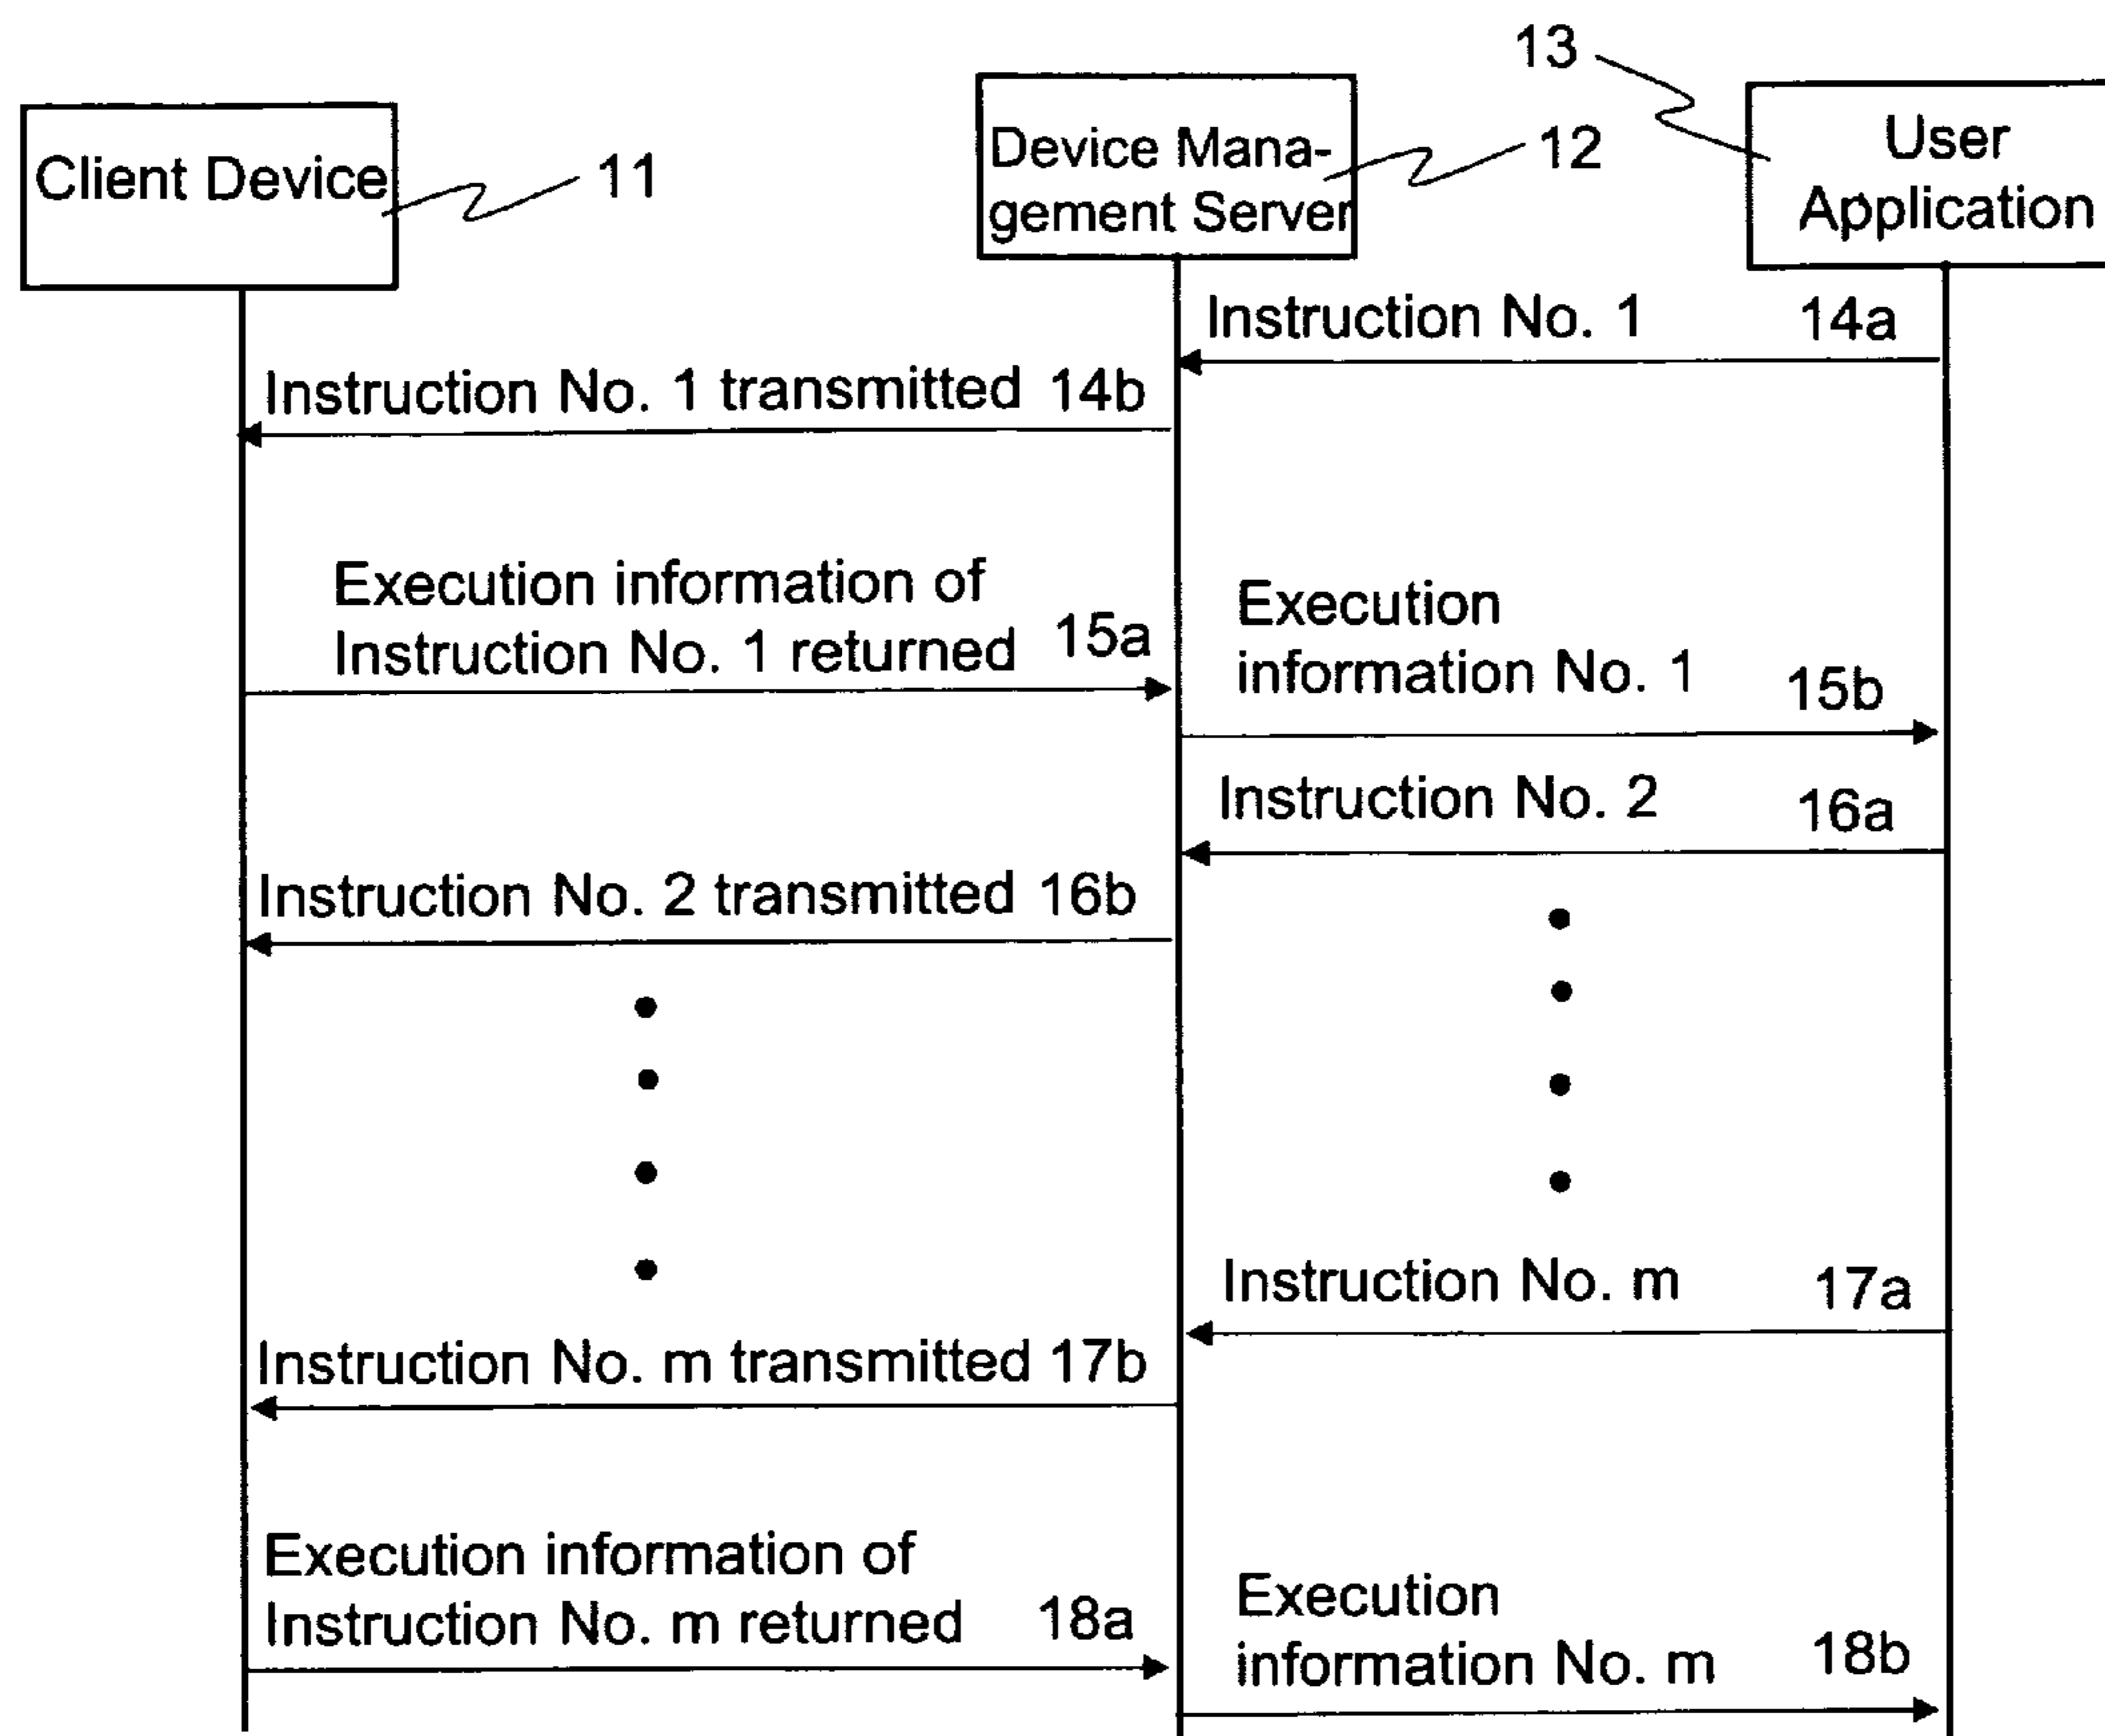 13
Client Device
11
Device Mana-
gement Server
12
User
Application
Instruction No. 1
14a
Instruction No. 1 transmitted 14b
Execution information of
Instruction No. 1 returned
15a
Execution
information No. 1
15b
Instruction No. 2
16a
Instruction No. 2 transmitted 16b
Instruction No. m
17a
Instruction No. m transmitted 17b
Execution information of
Instruction No. m returned
18a
Execution
information No. m
18b